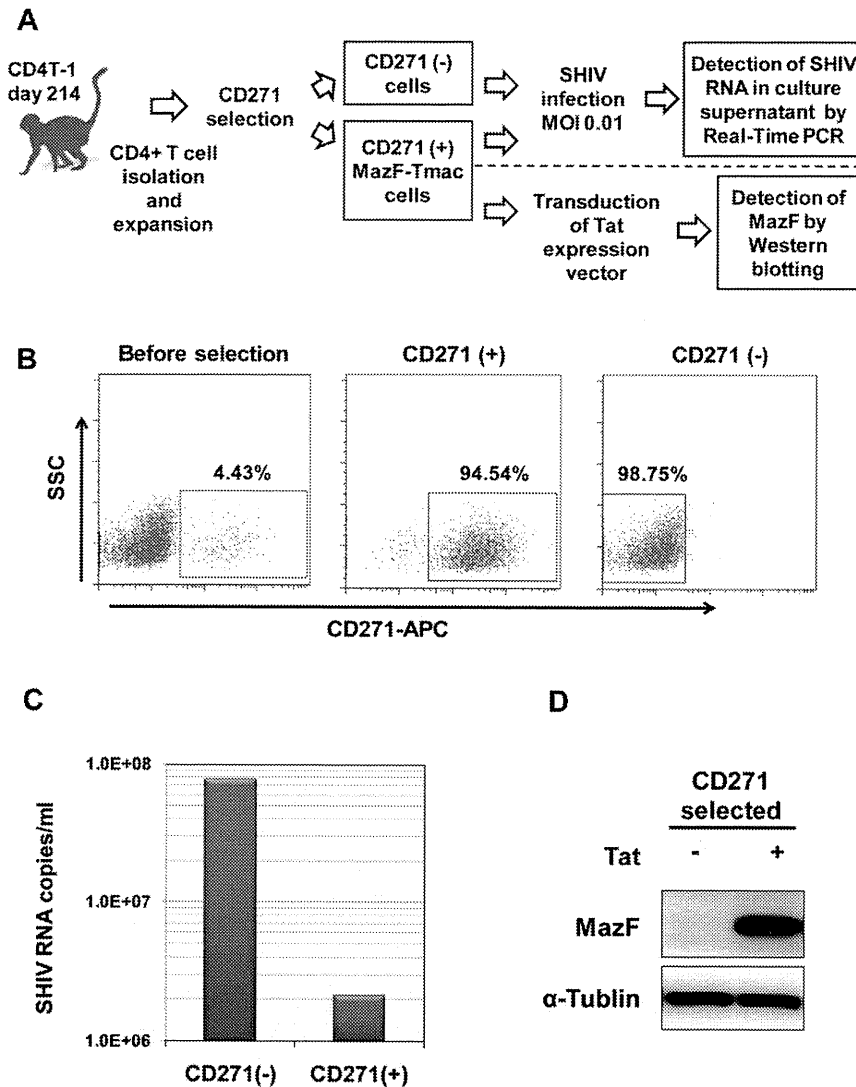 A
CD4T-1
day 214
CD4+ T cell
isolation
and
expansion
CD271
selection
CD271 (-)
cells
CD271 (+)
MazF-Tmac
cells
SHIV
infection
MOI 0.01
Detection of SHIV
RNA in culture
supernatant by
Real-Time PCR
Transduction
of Tat
expression
vector
Detection of
MazF by
Western
blotting
B
Before selection
CD271 (+)
CD271 (-)
4.43%
94.54%
98.75%
SSC
CD271-APC
C
SHIV RNA copies/ml
1.0E+08
1.0E+07
1.0E+06
CD271(-)
CD271(+)
D
CD271
selected
Tat - +
MazF
α-Tublin